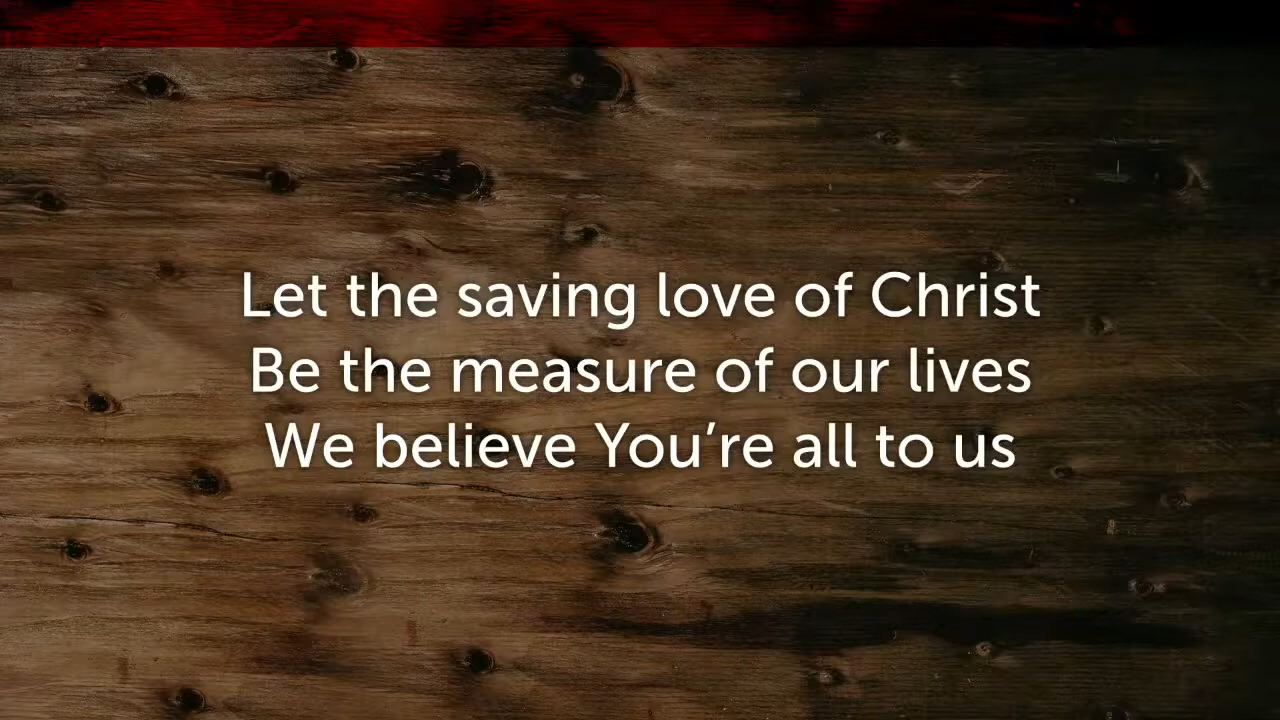 Let the saving love of Christ
Be the measure of our lives
We believe You’re all to us